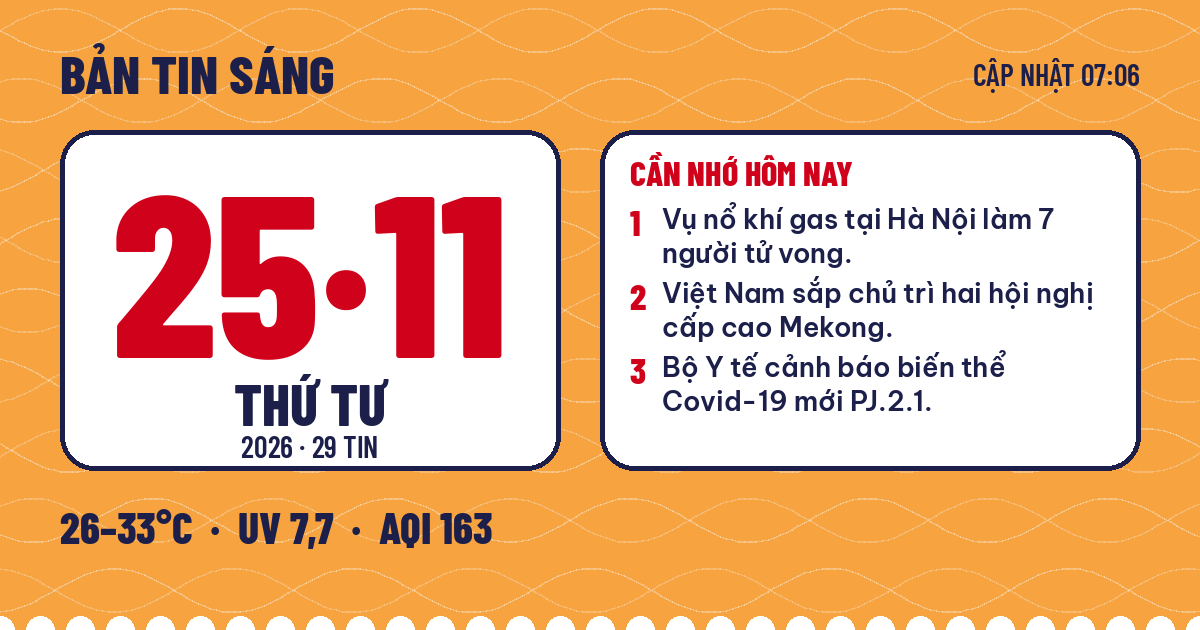 BẢN TIN SÁNG
CẬP NHẬT 07:06
25·11
THỨ TƯ
2026 · 29 TIN
CẦN NHỚ HÔM NAY
1 Vụ nổ khí gas tại Hà Nội làm 7
người tử vong.
2 Việt Nam sắp chủ trì hai hội nghị
cấp cao Mekong.
3 Bộ Y tế cảnh báo biến thể
Covid-19 mới PJ.2.1.
26–33°C · UV 7,7 · AQI 163